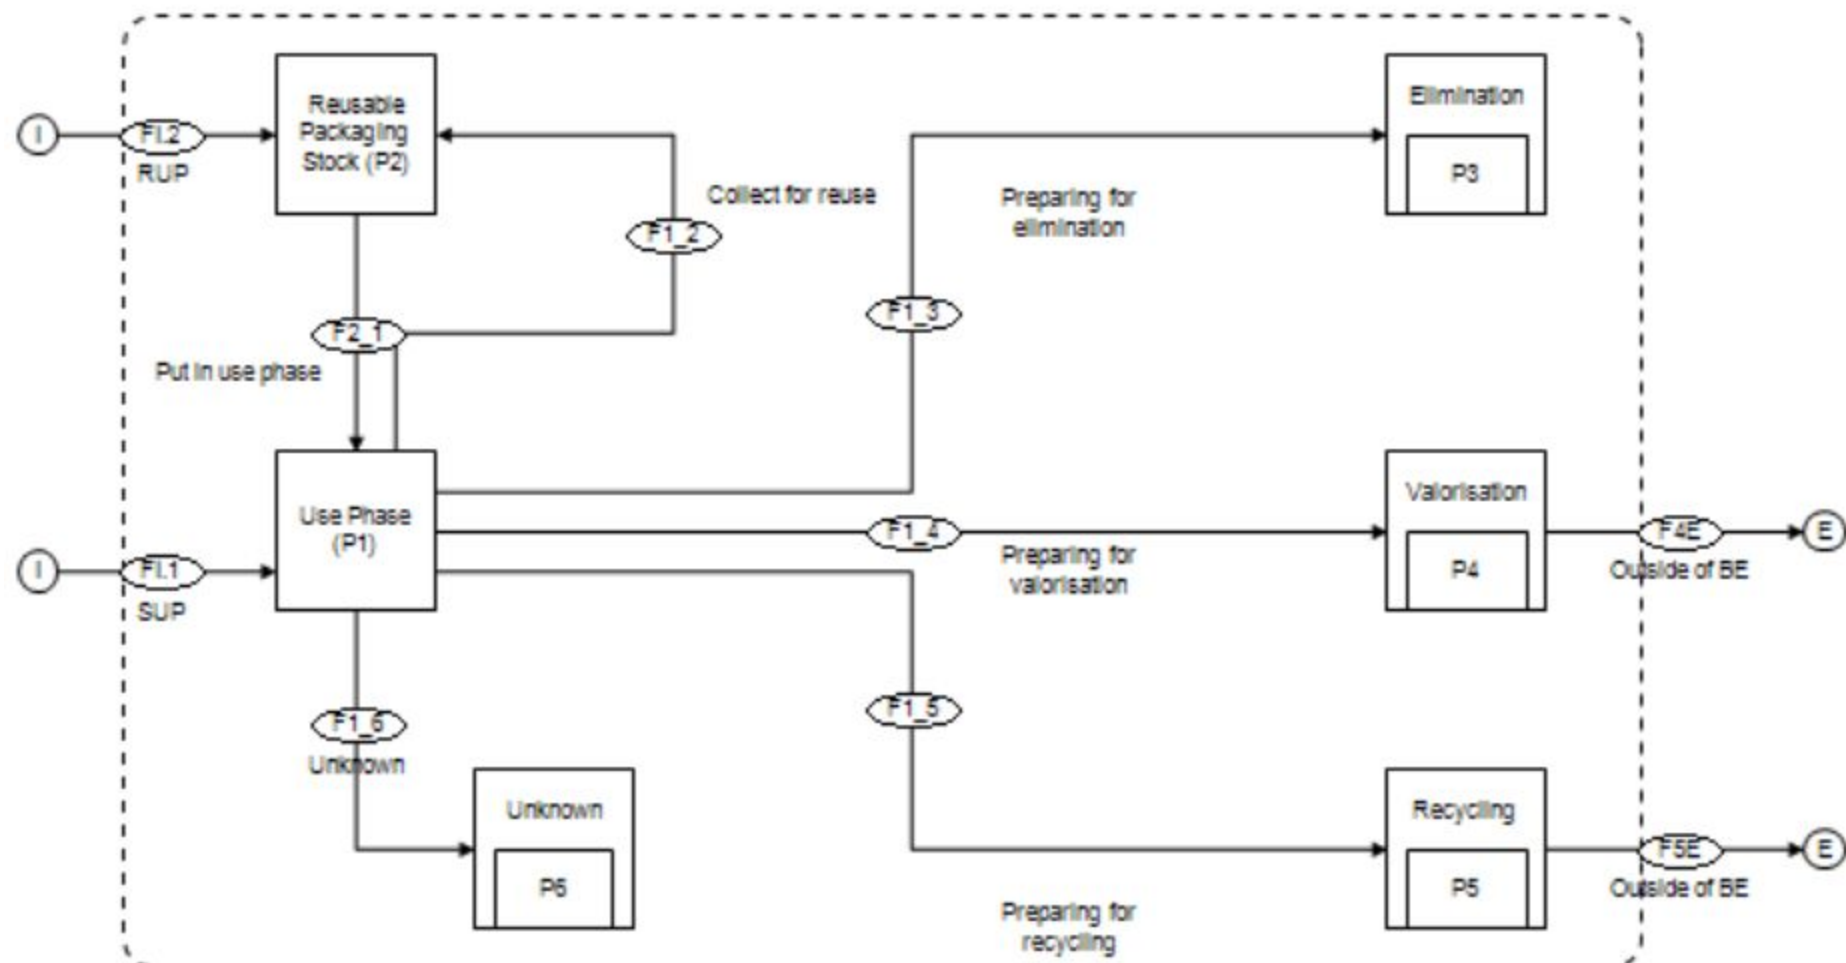 Reusable
Packaging
Stock (P2)
Elimination
P3
I
FI.2
RUP
Collect for reuse
Preparing for
elimination
F1_2
F1_3
F2_1
Put in use phase
Use Phase
(P1)
Valorisation
P4
F1_4
Preparing for
valorisation
F4E
E
Outside of BE
I
FI.1
SUP
F1_6
Unknown
F1_5
Unknown
P6
Recycling
P5
F5E
E
Outside of BE
Preparing for
recycling